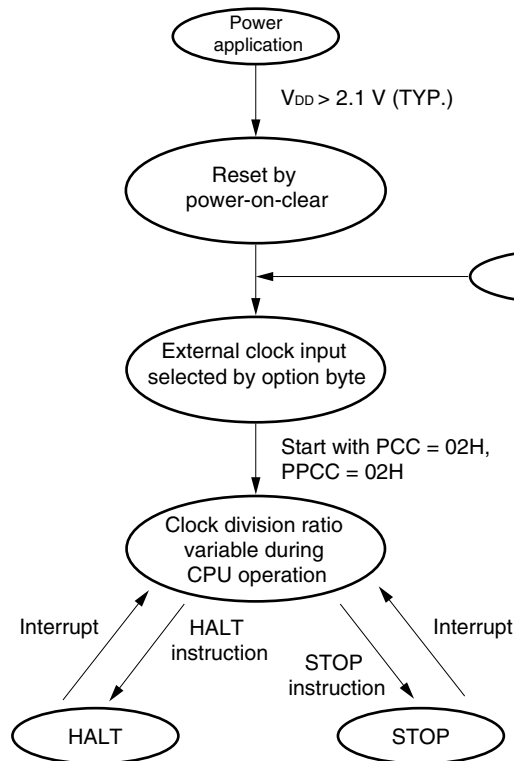 Power
application
VDD > 2.1 V (TYP.)
Reset by
power-on-clear
External clock input
selected by option byte
Start with PCC = 02H,
PPCC = 02H
Clock division ratio
variable during
CPU operation
Interrupt
HALT
instruction
STOP
instruction
Interrupt
HALT
STOP